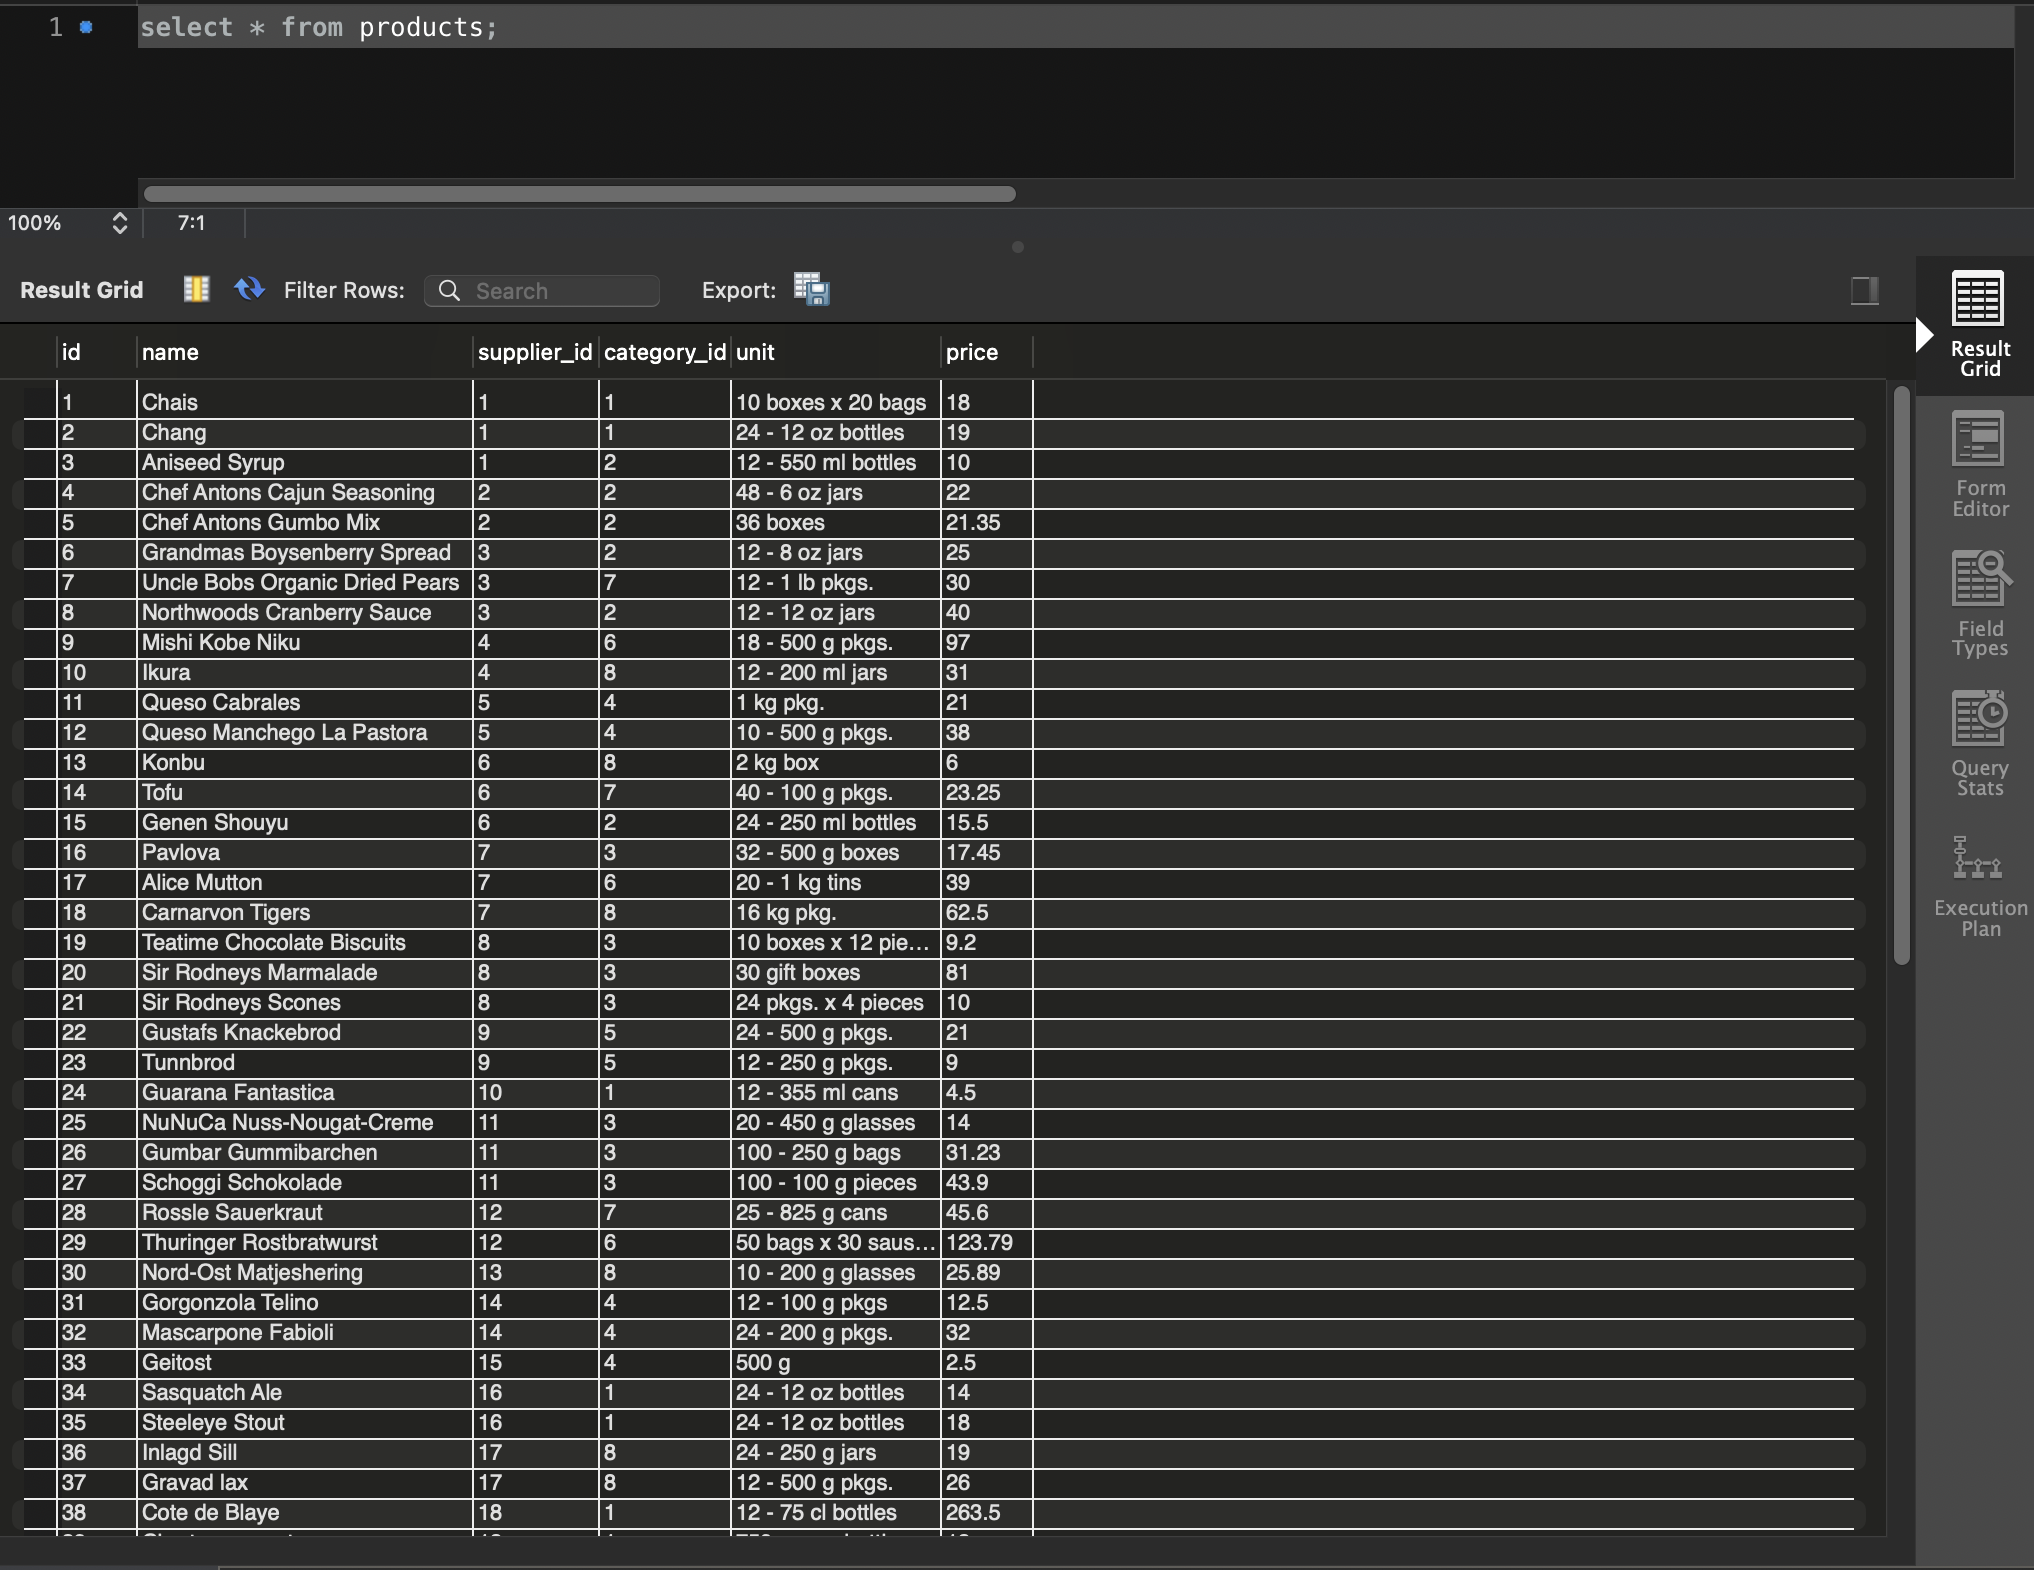 1 select * from products;
100% 7:1
Result Grid Filter Rows: Search Export:
id name supplier_id category_id unit price
1 Chais 1 1 10 boxes x 20 bags 18
2 Chang 1 1 24 - 12 oz bottles 19
3 Aniseed Syrup 1 2 12 - 550 ml bottles 10
4 Chef Antons Cajun Seasoning 2 2 48 - 6 oz jars 22
5 Chef Antons Gumbo Mix 2 2 36 boxes 21.35
6 Grandmas Boysenberry Spread 3 2 12 - 8 oz jars 25
7 Uncle Bobs Organic Dried Pears 3 7 12 - 1 lb pkgs. 30
8 Northwoods Cranberry Sauce 3 2 12 - 12 oz jars 40
9 Mishi Kobe Niku 4 6 18 - 500 g pkgs. 97
10 Ikura 4 8 12 - 200 ml jars 31
11 Queso Cabrales 5 4 1 kg pkg. 21
12 Queso Manchego La Pastora 5 4 10 - 500 g pkgs. 38
13 Konbu 6 8 2 kg box 6
14 Tofu 6 7 40 - 100 g pkgs. 23.25
15 Genen Shouyu 6 2 24 - 250 ml bottles 15.5
16 Pavlova 7 3 32 - 500 g boxes 17.45
17 Alice Mutton 7 6 20 - 1 kg tins 39
18 Carnarvon Tigers 7 8 16 kg pkg. 62.5
19 Teatime Chocolate Biscuits 8 3 10 boxes x 12 pie... 9.2
20 Sir Rodneys Marmalade 8 3 30 gift boxes 81
21 Sir Rodneys Scones 8 3 24 pkgs. x 4 pieces 10
22 Gustafs Knackebrod 9 5 24 - 500 g pkgs. 21
23 Tunnbrod 9 5 12 - 250 g pkgs. 9
24 Guarana Fantastica 10 1 12 - 355 ml cans 4.5
25 NuNuCa Nuss-Nougat-Creme 11 3 20 - 450 g glasses 14
26 Gumbar Gummibarchen 11 3 100 - 250 g bags 31.23
27 Schoggi Schokolade 11 3 100 - 100 g pieces 43.9
28 Rossle Sauerkraut 12 7 25 - 825 g cans 45.6
29 Thuringer Rostbratwurst 12 6 50 bags x 30 saus... 123.79
30 Nord-Ost Matjeshering 13 8 10 - 200 g glasses 25.89
31 Gorgonzola Telino 14 4 12 - 100 g pkgs 12.5
32 Mascarpone Fabioli 14 4 24 - 200 g pkgs. 32
33 Geitost 15 4 500 g 2.5
34 Sasquatch Ale 16 1 24 - 12 oz bottles 14
35 Steeleye Stout 16 1 24 - 12 oz bottles 18
36 Inlagd Sill 17 8 24 - 250 g jars 19
37 Gravad lax 17 8 12 - 500 g pkgs. 26
38 Cote de Blaye 18 1 12 - 75 cl bottles 263.5
Result
Grid
Form
Editor
Field
Types
Query
Stats
Execution
Plan